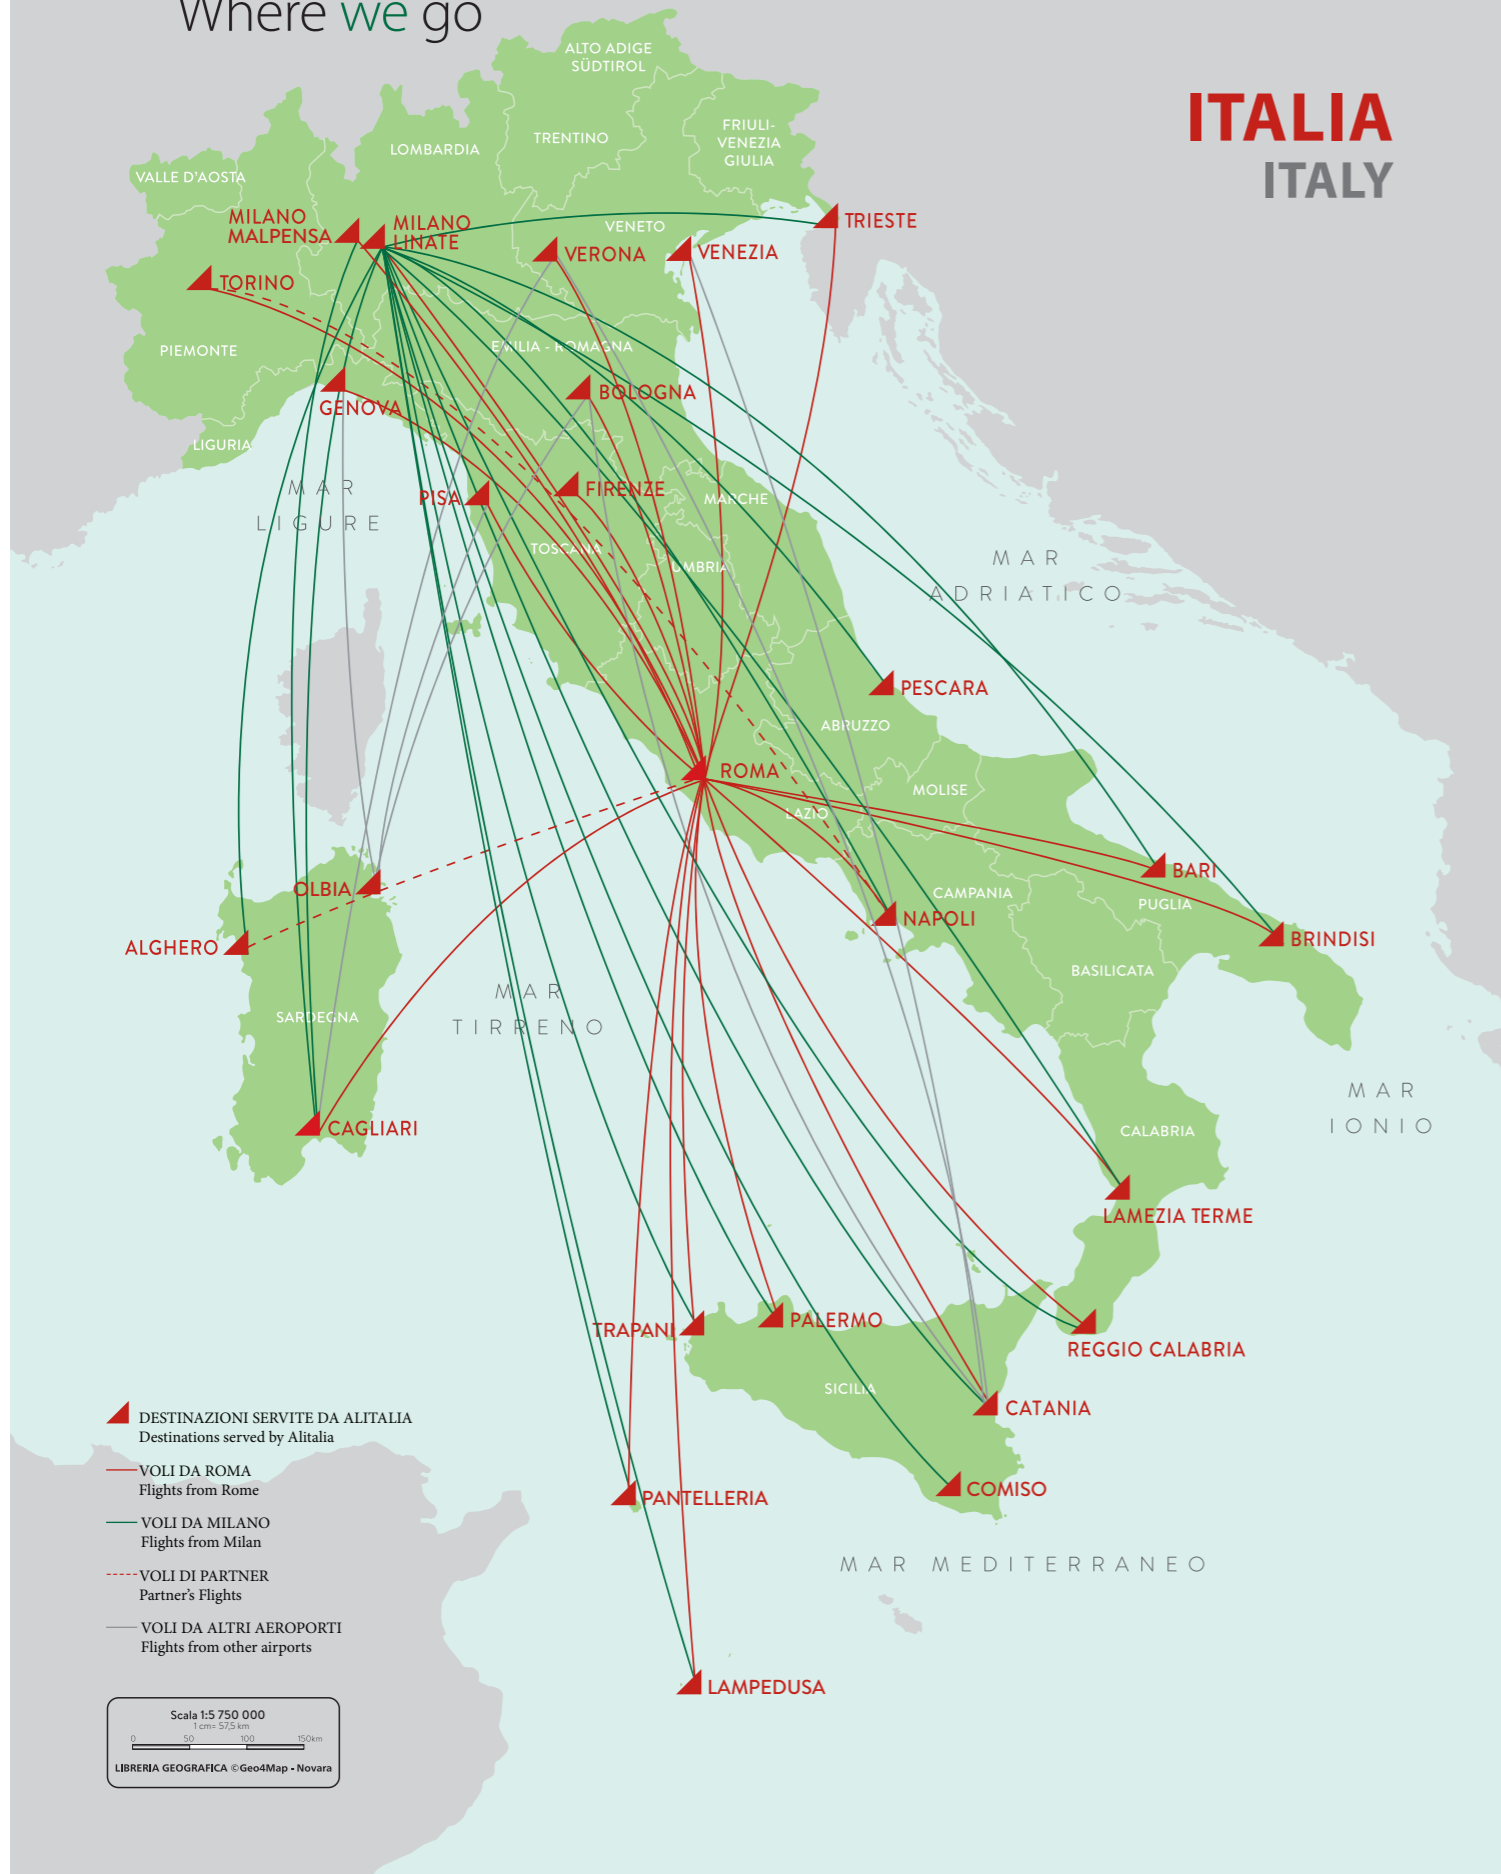 Where we go
ITALIA
ITALY
ALTO ADIGE
SÜDTIROL
TRENTINO
FRIULI-
VENEZIA
GIULIA
LOMBARDIA
VALLE D'AOSTA
MILANO
MALPENSA
MILANO
LINATE
VENETO
TRIESTE
VERONA
VENEZIA
TORINO
PIEMONTE
EMILIA - ROMAGNA
BOLOGNA
GENOVA
LIGURIA
MAR
LIGURE
PISA
FIRENZE
MARCHE
TOSCANA
UMBRIA
MAR
ADRIATICO
PESCARA
ABRUZZO
ROMA
MOLISE
LAZIO
BARI
OLBIA
CAMPANIA
PUGLIA
NAPOLI
BRINDISI
ALGHERO
BASILICATA
MAR
TIRRENO
SARDEGNA
MAR
IONIO
CAGLIARI
CALABRIA
LAMEZIA TERME
TRAPANI
PALERMO
REGGIO CALABRIA
SICILIA
CATANIA
COMISO
PANTELLERIA
MAR MEDITERRANEO
LAMPEDUSA
DESTINAZIONI SERVITE DA ALITALIA
Destinations served by Alitalia
VOLI DA ROMA
Flights from Rome
VOLI DA MILANO
Flights from Milan
VOLI DI PARTNER
Partner's Flights
VOLI DA ALTRI AEROPORTI
Flights from other airports
Scala 1:5 750 000
1 cm= 57,5 km
0 50 100 150km
LIBRERIA GEOGRAFICA ©Geo4Map - Novara